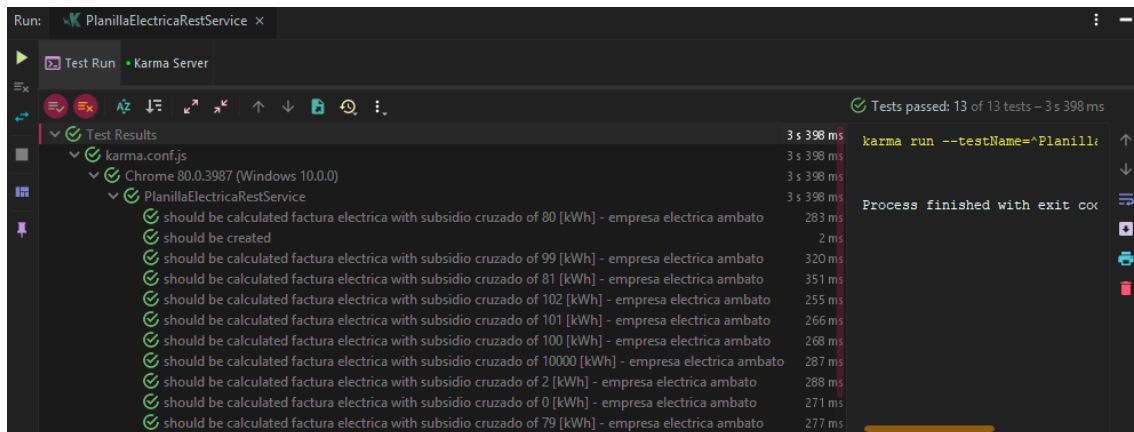 Run: PlanillaElectricaRestService ×
Test Run Karma Server
Tests passed: 13 of 13 tests – 3 s 398 ms
Test Results 3 s 398 ms
karma.conf.js 3 s 398 ms
Chrome 80.0.3987 (Windows 10.0.0) 3 s 398 ms
PlanillaElectricaRestService 3 s 398 ms
should be calculated factura electrica with subsidio cruzado of 80 [kWh] - empresa electrica ambato 283 ms
should be created 2 ms
should be calculated factura electrica with subsidio cruzado of 99 [kWh] - empresa electrica ambato 320 ms
should be calculated factura electrica with subsidio cruzado of 81 [kWh] - empresa electrica ambato 351 ms
should be calculated factura electrica with subsidio cruzado of 102 [kWh] - empresa electrica ambato 255 ms
should be calculated factura electrica with subsidio cruzado of 101 [kWh] - empresa electrica ambato 266 ms
should be calculated factura electrica with subsidio cruzado of 100 [kWh] - empresa electrica ambato 268 ms
should be calculated factura electrica with subsidio cruzado of 10000 [kWh] - empresa electrica ambato 287 ms
should be calculated factura electrica with subsidio cruzado of 2 [kWh] - empresa electrica ambato 288 ms
should be calculated factura electrica with subsidio cruzado of 0 [kWh] - empresa electrica ambato 271 ms
should be calculated factura electrica with subsidio cruzado of 79 [kWh] - empresa electrica ambato 277 ms
karma run --testName=^Planill
Process finished with exit co